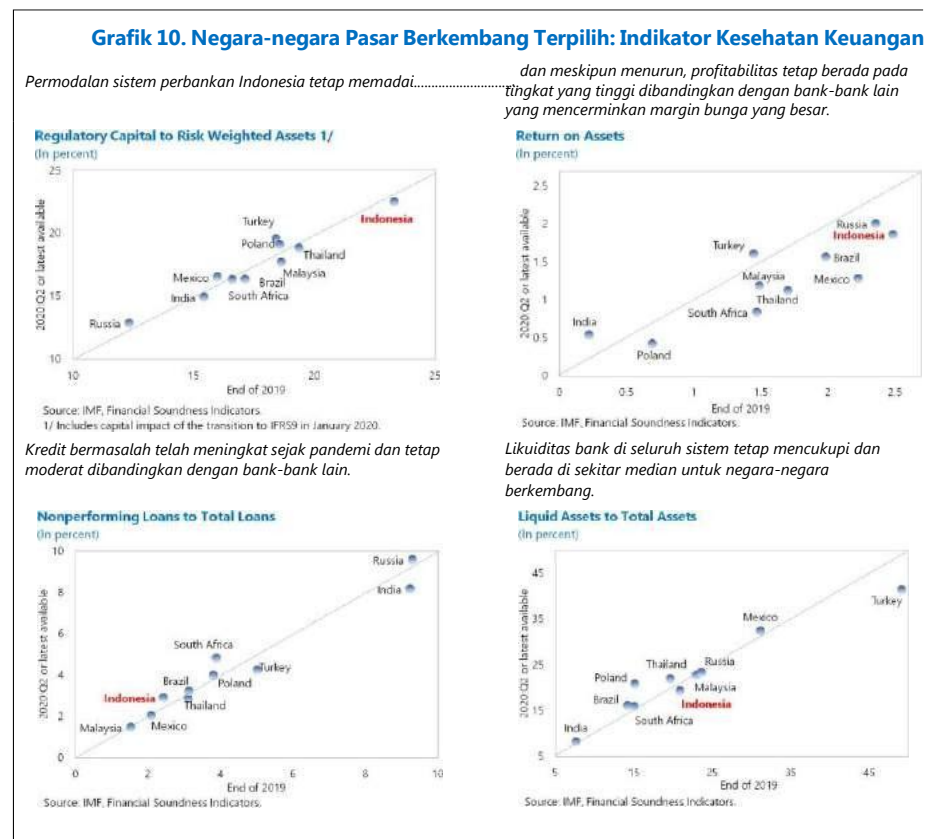 Grafik 10. Negara-negara Pasar Berkembang Terpilih: Indikator Kesehatan Keuangan
Permodalan sistem perbankan Indonesia tetap memadai............................
dan meskipun menurun, profitabilitas tetap berada pada
tingkat yang tinggi dibandingkan dengan bank-bank lain
yang mencerminkan margin bunga yang besar.
Regulatory Capital to Risk Weighted Assets 1/
(In percent)
25
20
15
10
2020 Q2 or latest available
Turkey
Indonesia
Poland
Thailand
Mexico
Malaysia
Brazil
India
South Africa
Russia
10 15 20 25
End of 2019
Source: IMF, Financial Soundness Indicators.
1/ Includes capital impact of the transition to IFRS9 in January 2020.
Return on Assets
(In percent)
2.5
2
1.5
1
0.5
0
2020 Q2 or latest available
Russia
Indonesia
Turkey
Brazil
Malaysia
Mexico
Thailand
South Africa
India
Poland
0 0.5 1 1.5 2 2.5
End of 2019
Source: IMF, Financial Soundness Indicators.
Kredit bermasalah telah meningkat sejak pandemi dan tetap
moderat dibandingkan dengan bank-bank lain.
Likuiditas bank di seluruh sistem tetap mencukupi dan
berada di sekitar median untuk negara-negara
berkembang.
Nonperforming Loans to Total Loans
(In percent)
10
8
6
4
2
0
2020 Q2 or latest available
Russia
India
South Africa
Turkey
Brazil
Poland
Indonesia
Thailand
Malaysia
Mexico
0 2 4 6 8 10
End of 2019
Source: IMF, Financial Soundness Indicators.
Liquid Assets to Total Assets
(In percent)
45
35
25
15
5
2020 Q2 or latest available
Turkey
Mexico
Thailand
Russia
Poland
Malaysia
Brazil
Indonesia
South Africa
India
5 15 25 35 45
End of 2019
Source: IMF, Financial Soundness Indicators.